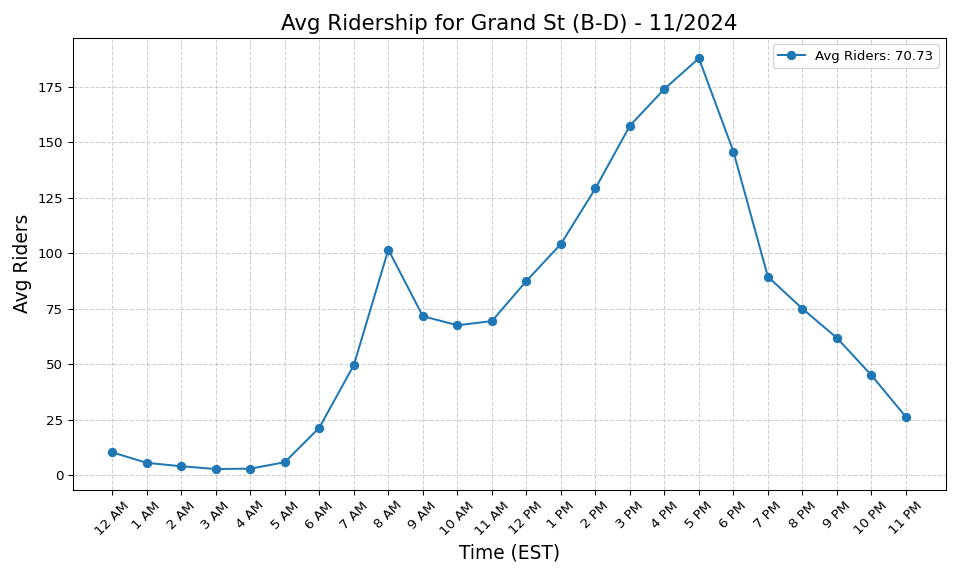 Avg Ridership for Grand St (B-D) - 11/2024
Avg Riders: 70.73
Avg Riders
175
150
125
100
75
50
25
0
12 AM
1 AM
2 AM
3 AM
4 AM
5 AM
6 AM
7 AM
8 AM
9 AM
10 AM
11 AM
12 PM
1 PM
2 PM
3 PM
4 PM
5 PM
6 PM
7 PM
8 PM
9 PM
10 PM
11 PM
Time (EST)